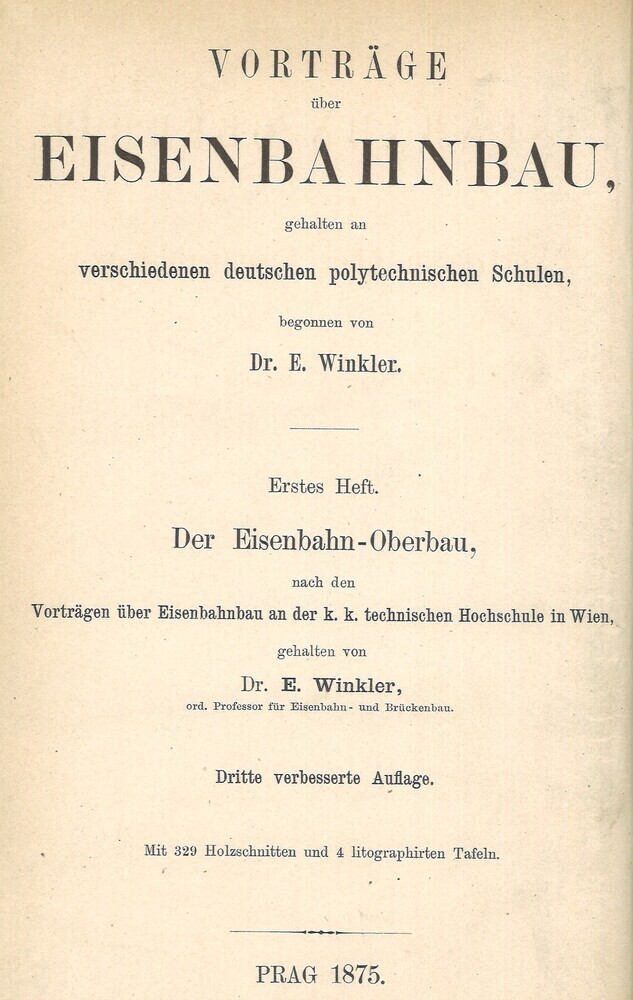 VORTRÄGE
über
EISENBAHNBAU,
gehalten an
verschiedenen deutschen polytechnischen Schulen,
begonnen von
Dr. E. Winkler.
Erstes Heft.
Der Eisenbahn-Oberbau,
nach den
Vorträgen über Eisenbahnbau an der k. k. technischen Hochschule in Wien,
gehalten von
Dr. E. Winkler,
ord. Professor für Eisenbahn- und Brückenbau.
Dritte verbesserte Auflage.
Mit 329 Holzschnitten und 4 litographirten Tafeln.
PRAG 1875.